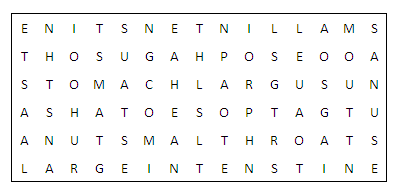 E N I T S N E T N I L L A M S
T H O S U G A H P O S E O O A
S T O M A C H L A R G U S U N
A S H A T O E S O P T A G T U
A N U T S M A L T H R O A T S
L A R G E I N T E N S T I N E